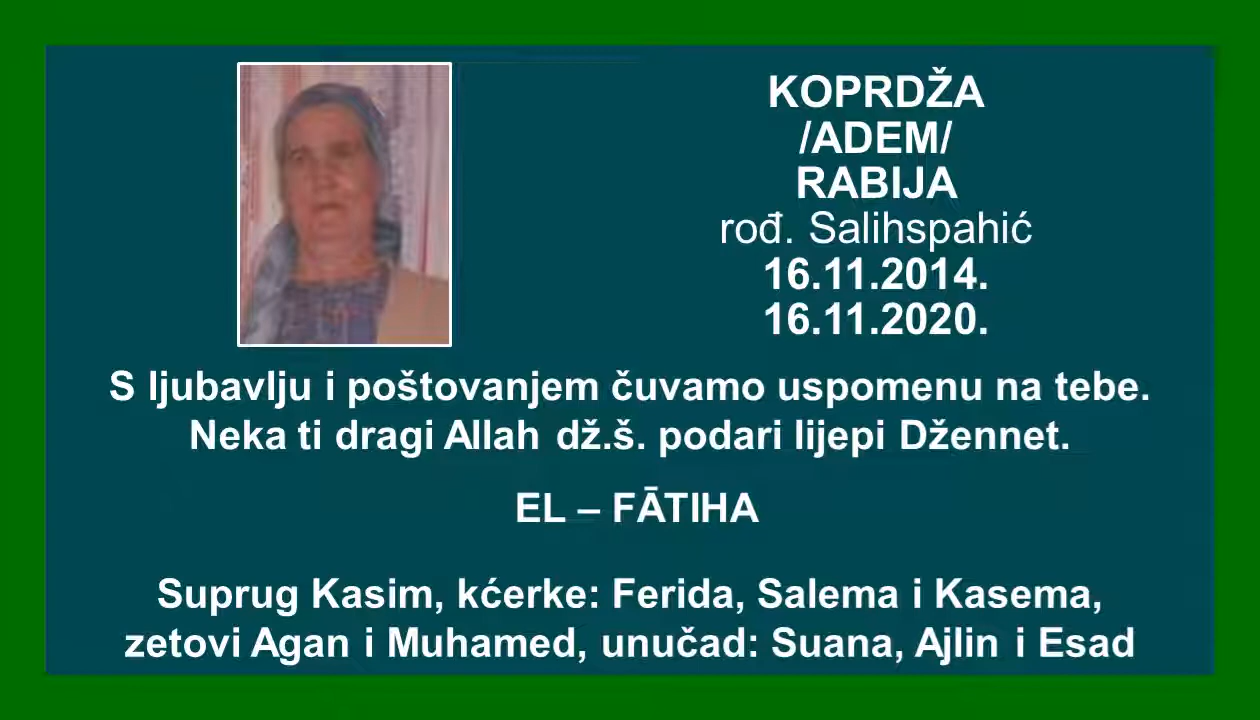 KOPRDŽA
/ADEM/
RABIJA
rođ. Salihspahić
16.11.2014.
16.11.2020.
S ljubavlju i poštovanjem čuvamo uspomenu na tebe.
Neka ti dragi Allah dž.š. podari lijepi Džennet.
EL – FĀTIHA
Suprug Kasim, kćerke: Ferida, Salema i Kasema,
zetovi Agan i Muhamed, unučad: Suana, Ajlin i Esad